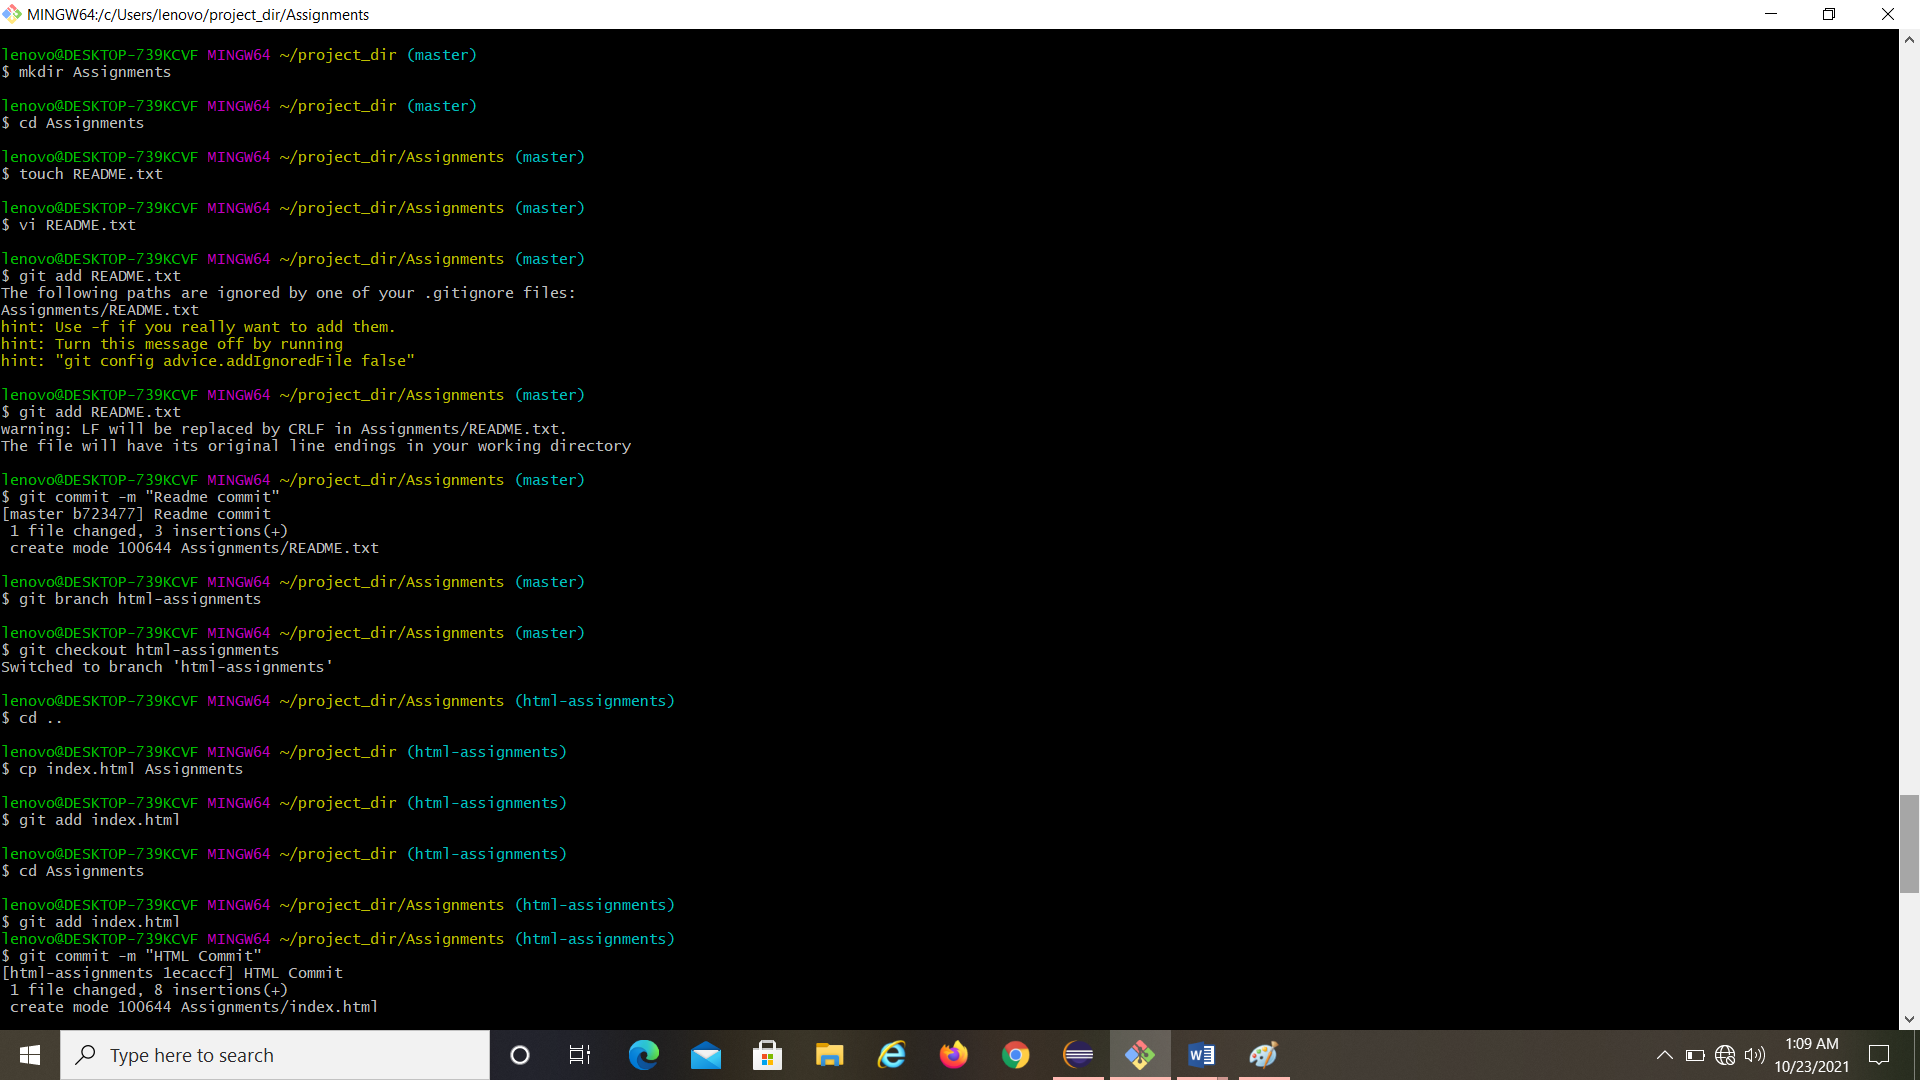 MINGW64:/c/Users/lenovo/project_dir/Assignments
lenovo@DESKTOP-739KCVF MINGW64 ~/project_dir (master)
$ mkdir Assignments
lenovo@DESKTOP-739KCVF MINGW64 ~/project_dir (master)
$ cd Assignments
lenovo@DESKTOP-739KCVF MINGW64 ~/project_dir/Assignments (master)
$ touch README.txt
lenovo@DESKTOP-739KCVF MINGW64 ~/project_dir/Assignments (master)
$ vi README.txt
lenovo@DESKTOP-739KCVF MINGW64 ~/project_dir/Assignments (master)
$ git add README.txt
The following paths are ignored by one of your .gitignore files:
Assignments/README.txt
hint: Use -f if you really want to add them.
hint: Turn this message off by running
hint: "git config advice.addIgnoredFile false"
lenovo@DESKTOP-739KCVF MINGW64 ~/project_dir/Assignments (master)
$ git add README.txt
warning: LF will be replaced by CRLF in Assignments/README.txt.
The file will have its original line endings in your working directory
lenovo@DESKTOP-739KCVF MINGW64 ~/project_dir/Assignments (master)
$ git commit -m "Readme commit"
[master b723477] Readme commit
1 file changed, 3 insertions(+)
create mode 100644 Assignments/README.txt
lenovo@DESKTOP-739KCVF MINGW64 ~/project_dir/Assignments (master)
$ git branch html-assignments
lenovo@DESKTOP-739KCVF MINGW64 ~/project_dir/Assignments (master)
$ git checkout html-assignments
Switched to branch 'html-assignments'
lenovo@DESKTOP-739KCVF MINGW64 ~/project_dir/Assignments (html-assignments)
$ cd ..
lenovo@DESKTOP-739KCVF MINGW64 ~/project_dir (html-assignments)
$ cp index.html Assignments
lenovo@DESKTOP-739KCVF MINGW64 ~/project_dir (html-assignments)
$ git add index.html
lenovo@DESKTOP-739KCVF MINGW64 ~/project_dir (html-assignments)
$ cd Assignments
lenovo@DESKTOP-739KCVF MINGW64 ~/project_dir/Assignments (html-assignments)
$ git add index.html
lenovo@DESKTOP-739KCVF MINGW64 ~/project_dir/Assignments (html-assignments)
$ git commit -m "HTML Commit"
[html-assignments 1ecaccf] HTML Commit
1 file changed, 8 insertions(+)
create mode 100644 Assignments/index.html
Type here to search
1:09 AM
10/23/2021